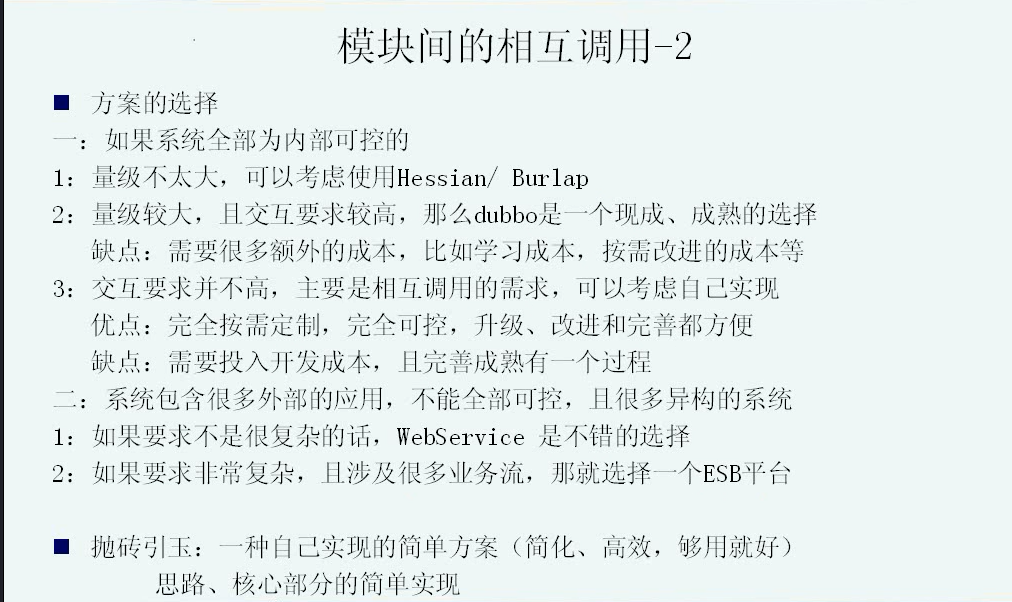 模块间的相互调用-2
■ 方案的选择
一：如果系统全部为内部可控的
1：量级不太大，可以考虑使用Hessian/ Burlap
2：量级较大，且交互要求较高，那么dubbo是一个现成、成熟的选择
缺点：需要很多额外的成本，比如学习成本，按需改进的成本等
3：交互要求并不高，主要是相互调用的需求，可以考虑自己实现
优点：完全按需定制，完全可控，升级、改进和完善都方便
缺点：需要投入开发成本，且完善成熟有一个过程
二：系统包含很多外部的应用，不能全部可控，且很多异构的系统
1：如果要求不是很复杂的话，WebService 是不错的选择
2：如果要求非常复杂，且涉及很多业务流，那就选择一个ESB平台
■ 抛砖引玉：一种自己实现的简单方案（简化、高效，够用就好）
思路、核心部分的简单实现